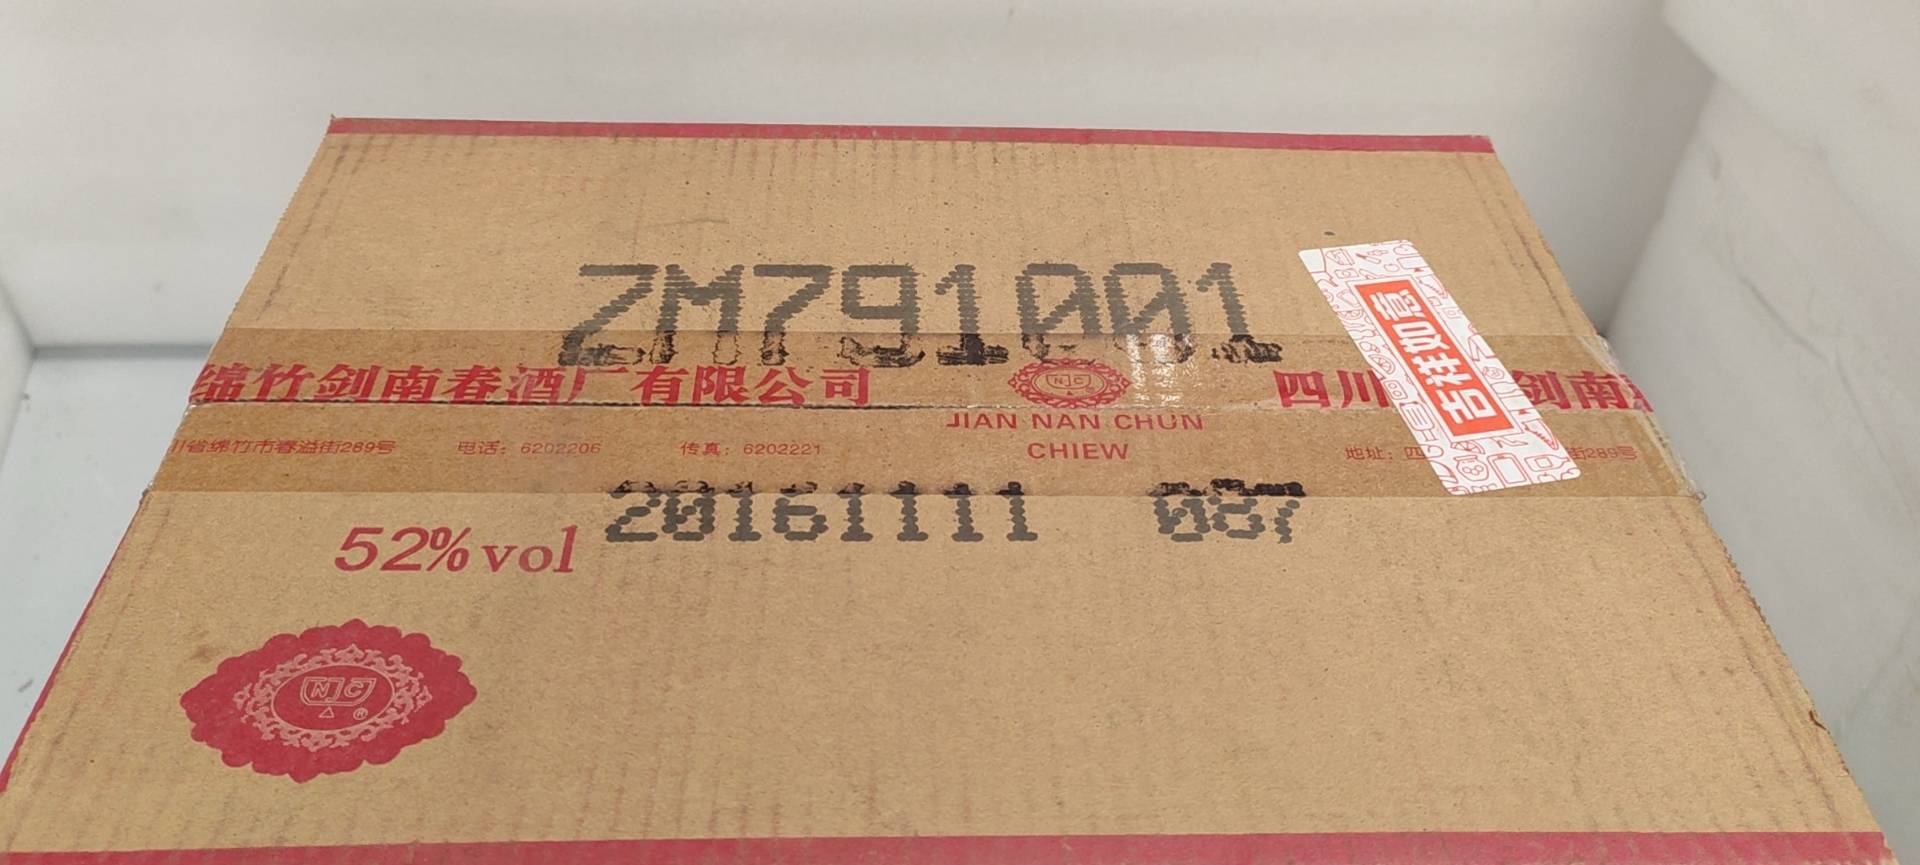 ZM791001
绵竹剑南春酒厂有限公司
NJC
®
JIAN NAN CHUN
CHIEW
四川
剑南
川省绵竹市春溢街289号 电话: 6202206 传真: 6202221
地址: 四
街289号
吉祥如意
20161111 087
52%vol
NJC
®